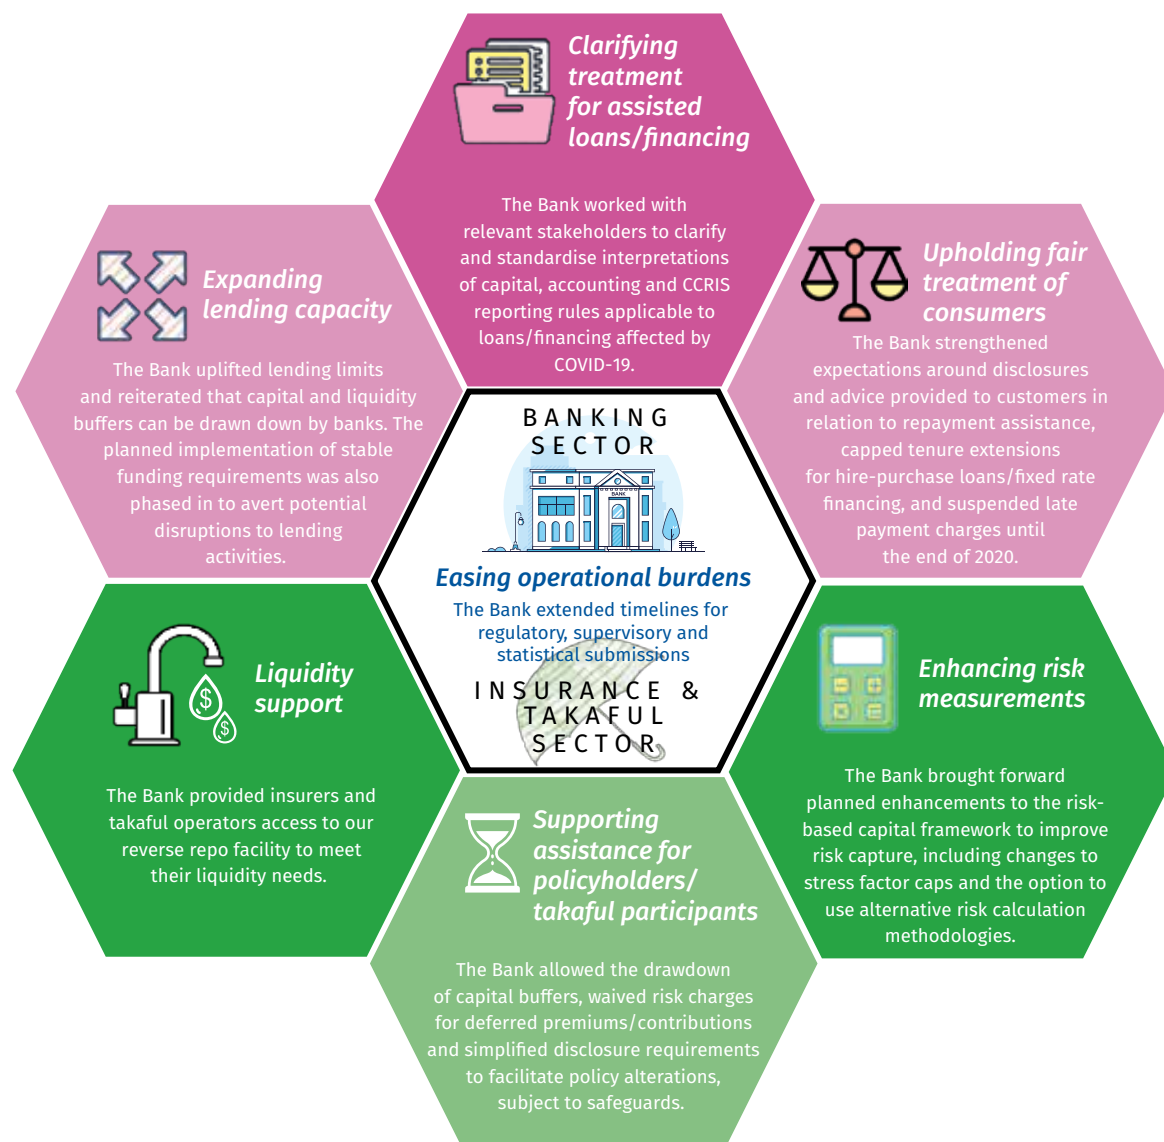 Clarifying
treatment
for assisted
loans/financing
The Bank worked with
relevant stakeholders to clarify
and standardise interpretations
of capital, accounting and CCRIS
reporting rules applicable to
loans/financing affected by
COVID-19.
Expanding
lending capacity
The Bank uplifted lending limits
and reiterated that capital and liquidity
buffers can be drawn down by banks. The
planned implementation of stable
funding requirements was also
phased in to avert potential
disruptions to lending
activities.
Upholding fair
treatment of
consumers
The Bank strengthened
expectations around disclosures
and advice provided to customers in
relation to repayment assistance,
capped tenure extensions
for hire-purchase loans/fixed rate
financing, and suspended late
payment charges until
the end of 2020.
BANKING
SECTOR
BANK
Easing operational burdens
The Bank extended timelines for
regulatory, supervisory and
statistical submissions
INSURANCE &
TAKAFUL
SECTOR
Liquidity
support
$
$
The Bank provided insurers and
takaful operators access to our
reverse repo facility to meet
their liquidity needs.
Enhancing risk
measurements
The Bank brought forward
planned enhancements to the risk-
based capital framework to improve
risk capture, including changes to
stress factor caps and the option to
use alternative risk calculation
methodologies.
Supporting
assistance for
policyholders/
takaful participants
The Bank allowed the drawdown
of capital buffers, waived risk charges
for deferred premiums/contributions
and simplified disclosure requirements
to facilitate policy alterations,
subject to safeguards.